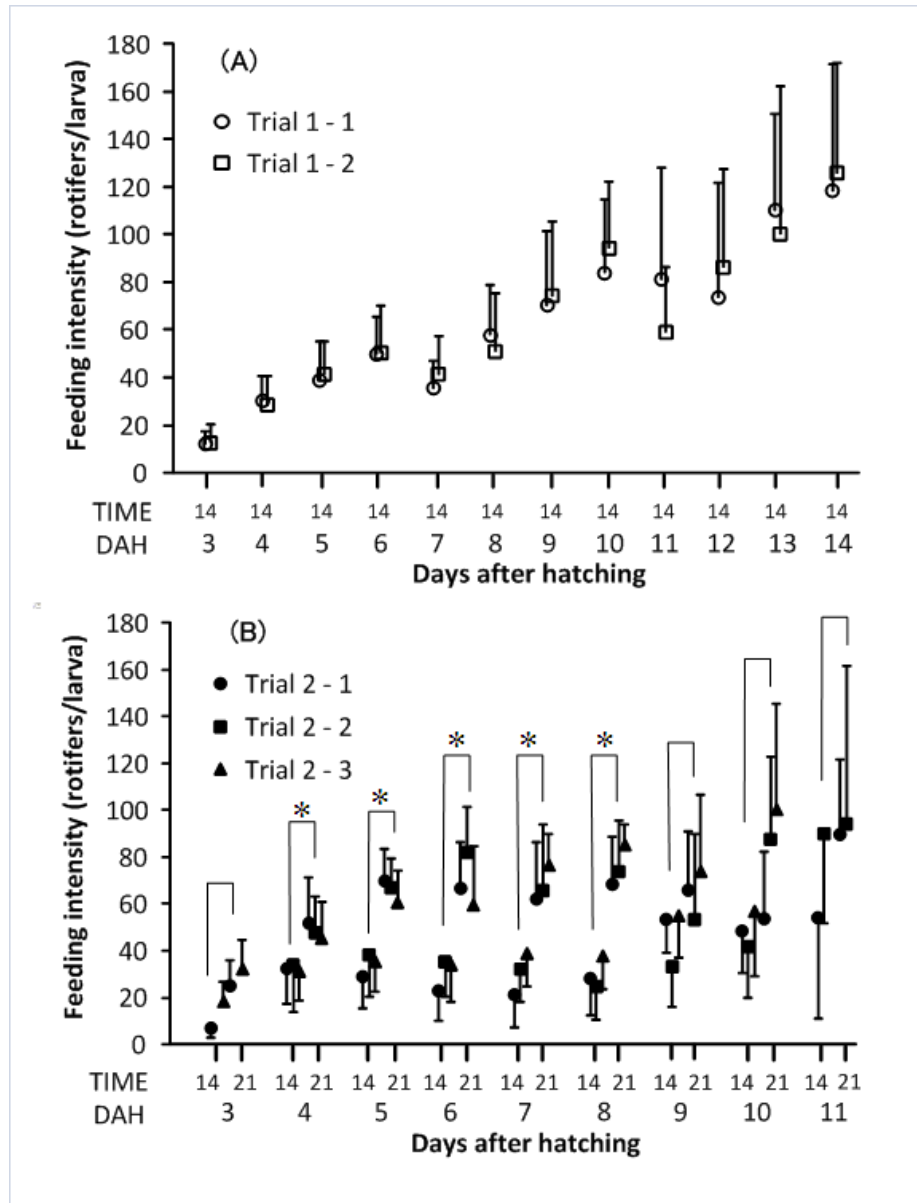 (A)
Trial 1 - 1
Trial 1 - 2
Feeding intensity (rotifers/larva)
180
160
140
120
100
80
60
40
20
0
TIME 14 14 14 14 14 14 14 14 14 14 14 14
DAH 3 4 5 6 7 8 9 10 11 12 13 14
Days after hatching
(B)
Trial 2 - 1
Trial 2 - 2
Trial 2 - 3
Feeding intensity (rotifers/larva)
180
160
140
120
100
80
60
40
20
0
* * * * *
TIME 14 21 14 21 14 21 14 21 14 21 14 21 14 21 14 21 14 21
DAH 3 4 5 6 7 8 9 10 11
Days after hatching